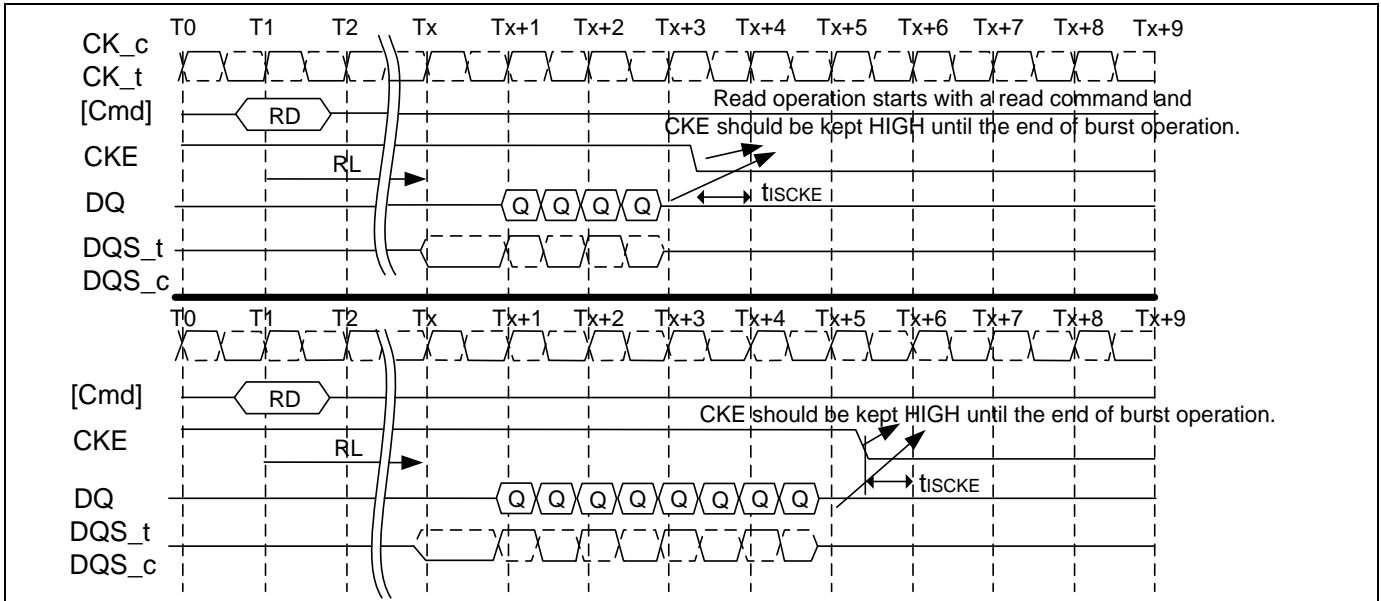 T0 T1 T2 Tx Tx+1 Tx+2 Tx+3 Tx+4 Tx+5 Tx+6 Tx+7 Tx+8 Tx+9
CK_c
CK_t
[Cmd] RD
Read operation starts with a read command and
CKE should be kept HIGH until the end of burst operation.
CKE
RL
tISCKE
DQ Q Q Q Q
DQS_t
DQS_c
T0 T1 T2 Tx Tx+1 Tx+2 Tx+3 Tx+4 Tx+5 Tx+6 Tx+7 Tx+8 Tx+9
[Cmd] RD
CKE should be kept HIGH until the end of burst operation.
CKE
RL
tISCKE
DQ Q Q Q Q Q Q Q Q
DQS_t
DQS_c